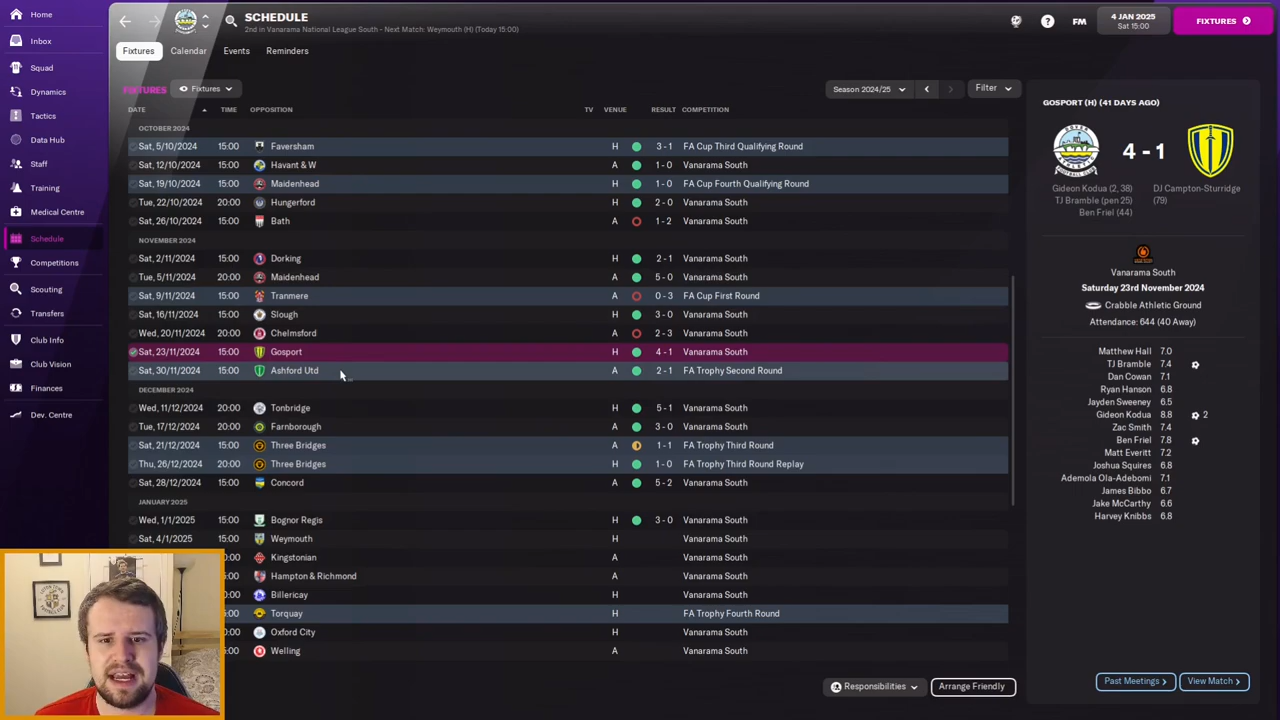 SCHEDULE
2nd in Vanarama National League South - Next Match: Weymouth (H) (Today 15:00)
FM
4 JAN 2025
Sat 15:00
FIXTURES
Home
Inbox
Squad
Dynamics
Tactics
Data Hub
Staff
Training
Medical Centre
Schedule
Competitions
Scouting
Transfers
Club Info
Club Vision
Finances
Dev. Centre
Fixtures Calendar Events Reminders
FIXTURES Fixtures Season 2024/25 Filter
DATE TIME OPPOSITION TV VENUE RESULT COMPETITION
OCTOBER 2024
Sat, 5/10/2024 15:00 Faversham H 3 - 1 FA Cup Third Qualifying Round
Sat, 12/10/2024 15:00 Havant & W A 1 - 0 Vanarama South
Sat, 19/10/2024 15:00 Maidenhead H 1 - 0 FA Cup Fourth Qualifying Round
Tue, 22/10/2024 20:00 Hungerford H 2 - 0 Vanarama South
Sat, 26/10/2024 15:00 Bath A 1 - 2 Vanarama South
NOVEMBER 2024
Sat, 2/11/2024 15:00 Dorking H 2 - 1 Vanarama South
Tue, 5/11/2024 20:00 Maidenhead A 5 - 0 Vanarama South
Sat, 9/11/2024 15:00 Tranmere A 0 - 3 FA Cup First Round
Sat, 16/11/2024 15:00 Slough H 3 - 0 Vanarama South
Wed, 20/11/2024 20:00 Chelmsford A 2 - 3 Vanarama South
Sat, 23/11/2024 15:00 Gosport H 4 - 1 Vanarama South
Sat, 30/11/2024 15:00 Ashford Utd A 2 - 1 FA Trophy Second Round
DECEMBER 2024
Wed, 11/12/2024 20:00 Tonbridge H 5 - 1 Vanarama South
Tue, 17/12/2024 20:00 Farnborough H 3 - 0 Vanarama South
Sat, 21/12/2024 15:00 Three Bridges A 1 - 1 FA Trophy Third Round
Thu, 26/12/2024 20:00 Three Bridges H 1 - 0 FA Trophy Third Round Replay
Sat, 28/12/2024 15:00 Concord A 5 - 2 Vanarama South
JANUARY 2025
Wed, 1/1/2025 15:00 Bognor Regis H 3 - 0 Vanarama South
Sat, 4/1/2025 15:00 Weymouth H Vanarama South
Kingstonian A Vanarama South
Hampton & Richmond A Vanarama South
Billericay A Vanarama South
Torquay H FA Trophy Fourth Round
Oxford City H Vanarama South
Welling A Vanarama South
Responsibilities Arrange Friendly
GOSPORT (H) (41 DAYS AGO)
4 - 1
Gideon Kodua (2, 38)
TJ Bramble (pen 25)
Ben Friel (44)
DJ Campton-Sturridge
(79)
Vanarama South
Saturday 23rd November 2024
Crabble Athletic Ground
Attendance: 644 (40 Away)
Matthew Hall 7.0
TJ Bramble 7.4
Dan Cowan 7.1
Ryan Hanson 6.8
Jayden Sweeney 6.5
Gideon Kodua 8.8 2
Zac Smith 7.4
Ben Friel 7.8
Matt Everitt 7.2
Joshua Squires 6.8
Ademola Ola-Adebomi 7.1
James Bibbo 6.7
Jake McCarthy 6.6
Harvey Knibbs 6.8
Past Meetings View Match